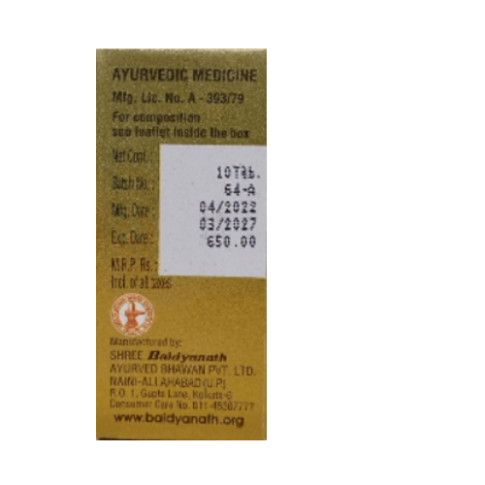 AYURVEDIC MEDICINE
Mfg. Lic. No. A - 393/79
For composition
see leaflet inside the box
Net Cont. : 10Tab.
Batch No. : 64-A
Mfg. Date : 04/2022
Exp. Date : 03/2027
M.R.P. Rs. : 650.00
Incl. of all taxes
Manufactured by:
SHREE Baidyanath
AYURVED BHAWAN PVT. LTD.
NAINI-ALLAHABAD (U.P)
R.O. 1, Gupta Lane, Kolkata-6
Consumer Care No. 011-
www.baidyanath.org